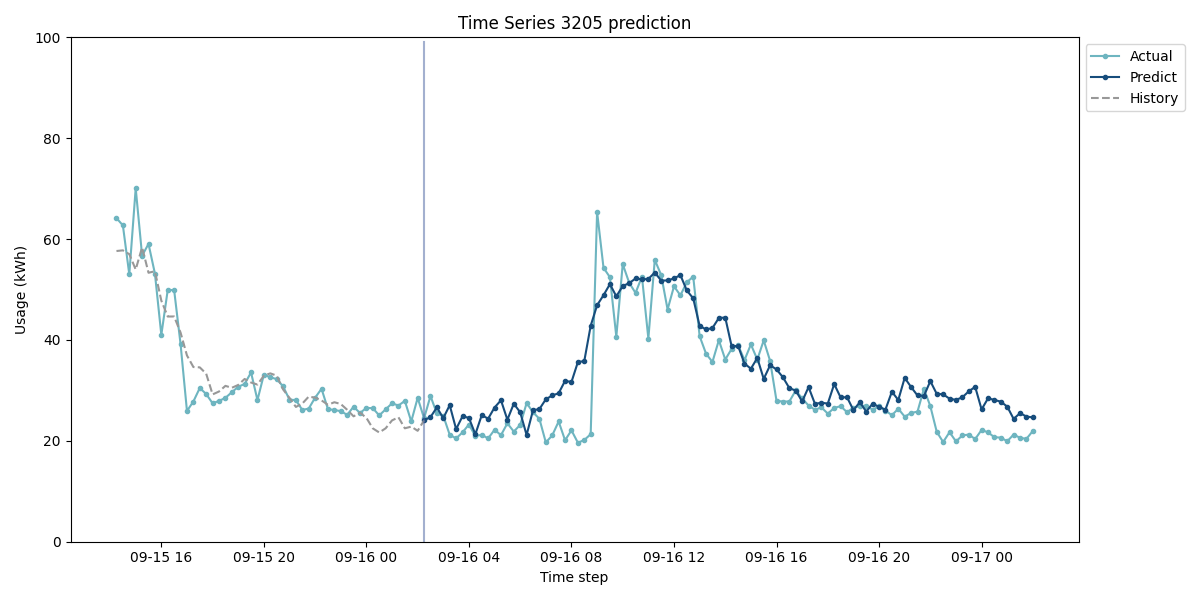 Time Series 3205 prediction
100
80
60
40
20
0
Usage (kWh)
Actual
Predict
History
09-15 16
09-15 20
09-16 00
09-16 04
09-16 08
09-16 12
09-16 16
09-16 20
09-17 00
Time step